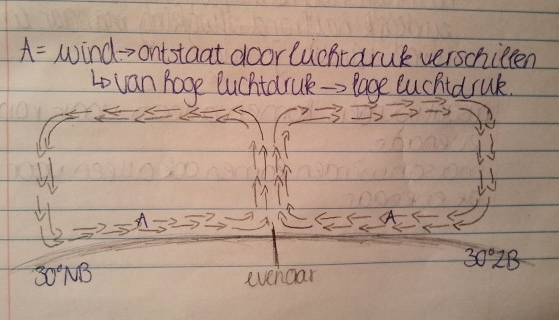 A = wind → ontstaat door luchtdruk verschillen
↳ van hoge luchtdruk → lage luchtdruk.
A A
30°NB evenaar 30°ZB